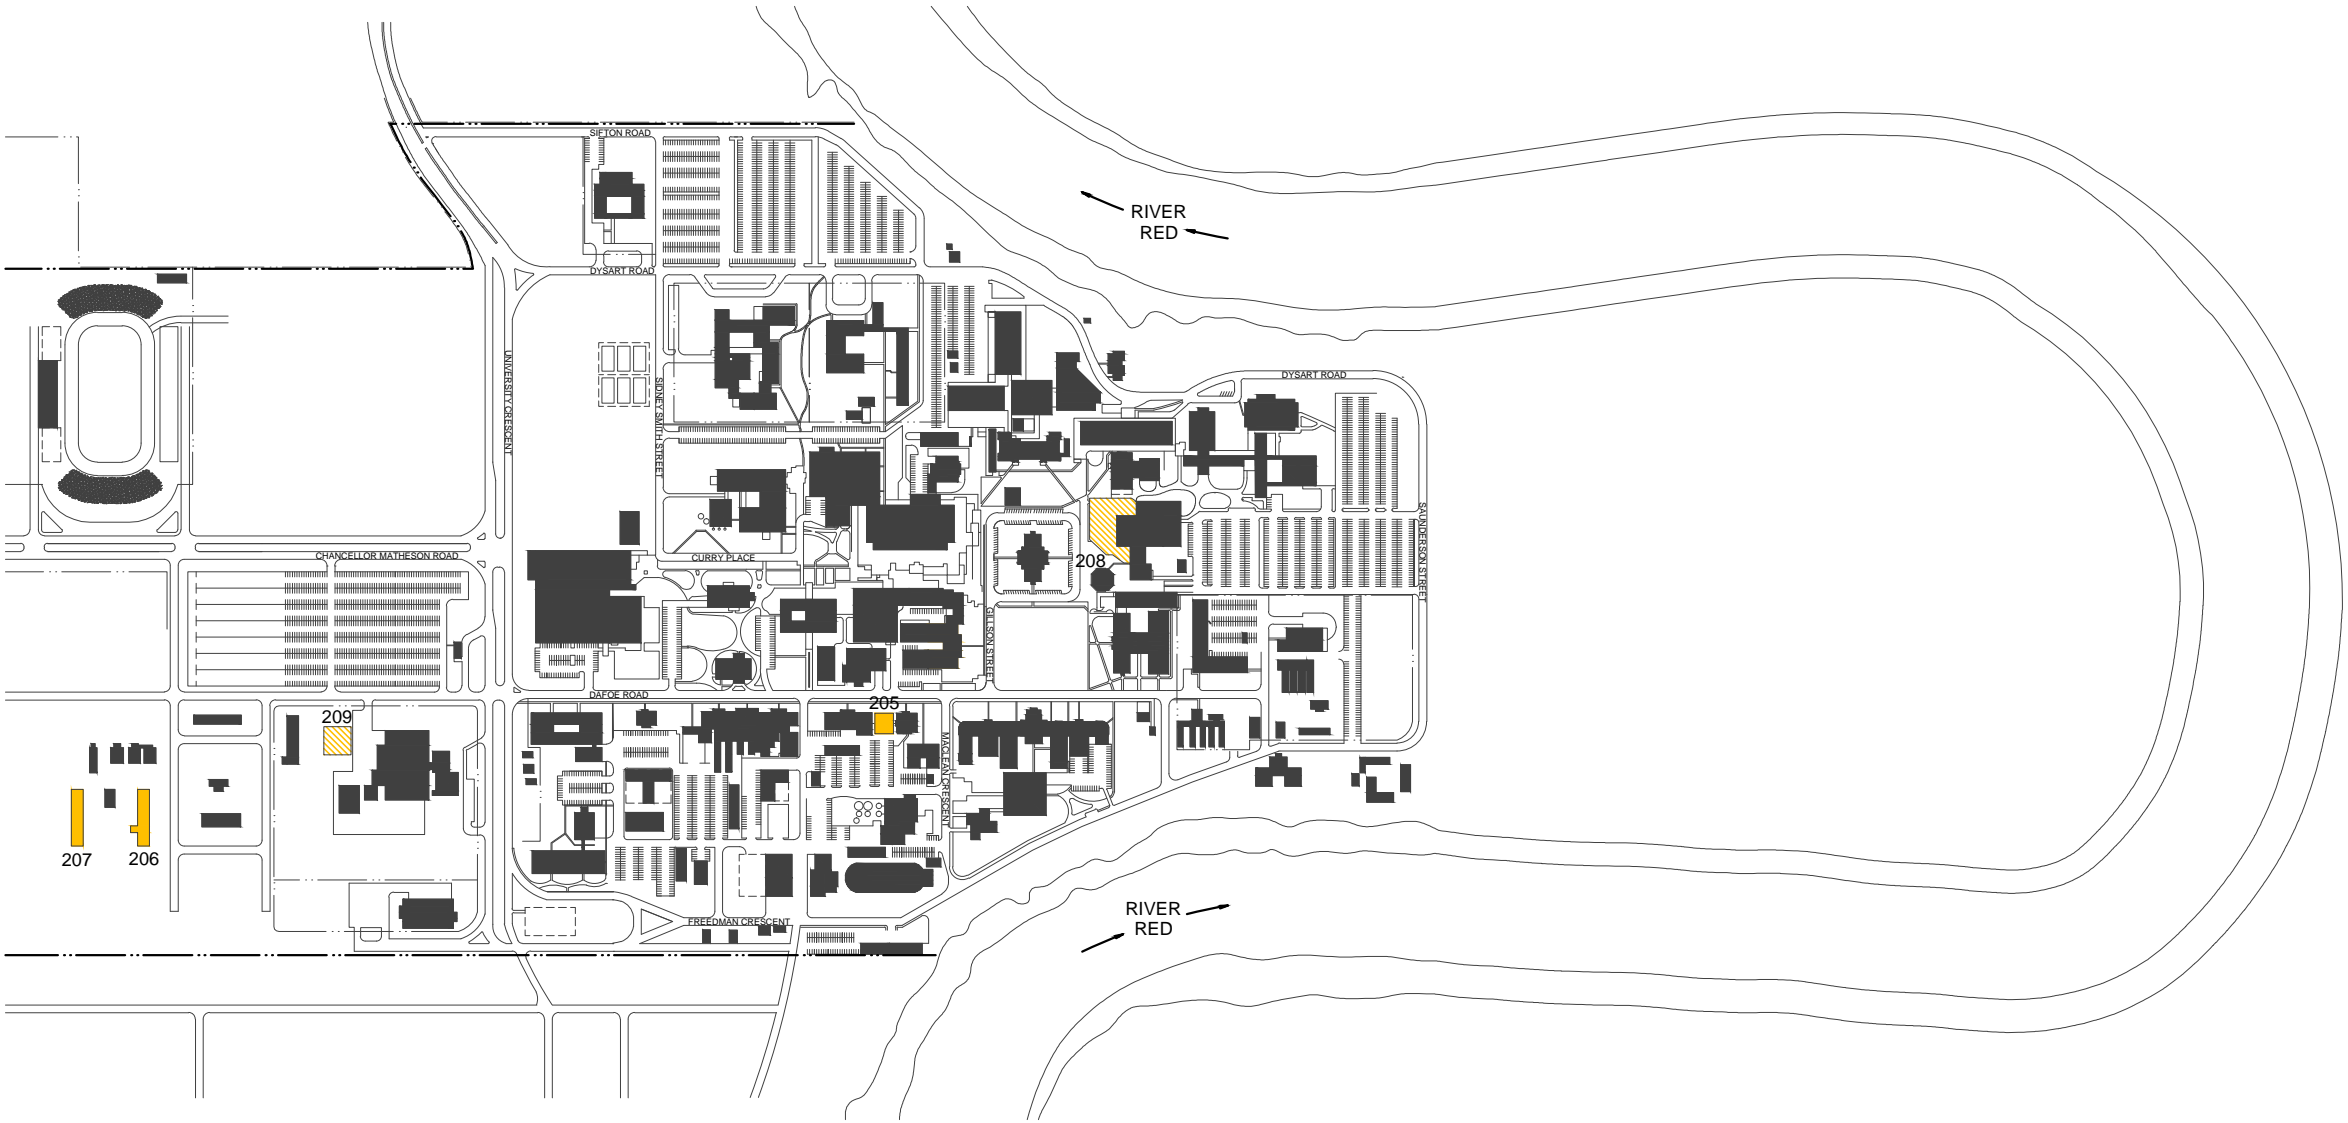 SIFTON ROAD
RIVER
RED
DYSART ROAD
UNIVERSITY CRESCENT
SIDNEY SMITH STREET
DYSART ROAD
SAUNDERSON STREET
CHANCELLOR MATHESON ROAD
CURRY PLACE
208
GILLSON STREET
DAFOE ROAD
205
209
MACLEAN CRESCENT
207
206
FREEDMAN CRESCENT
RIVER
RED